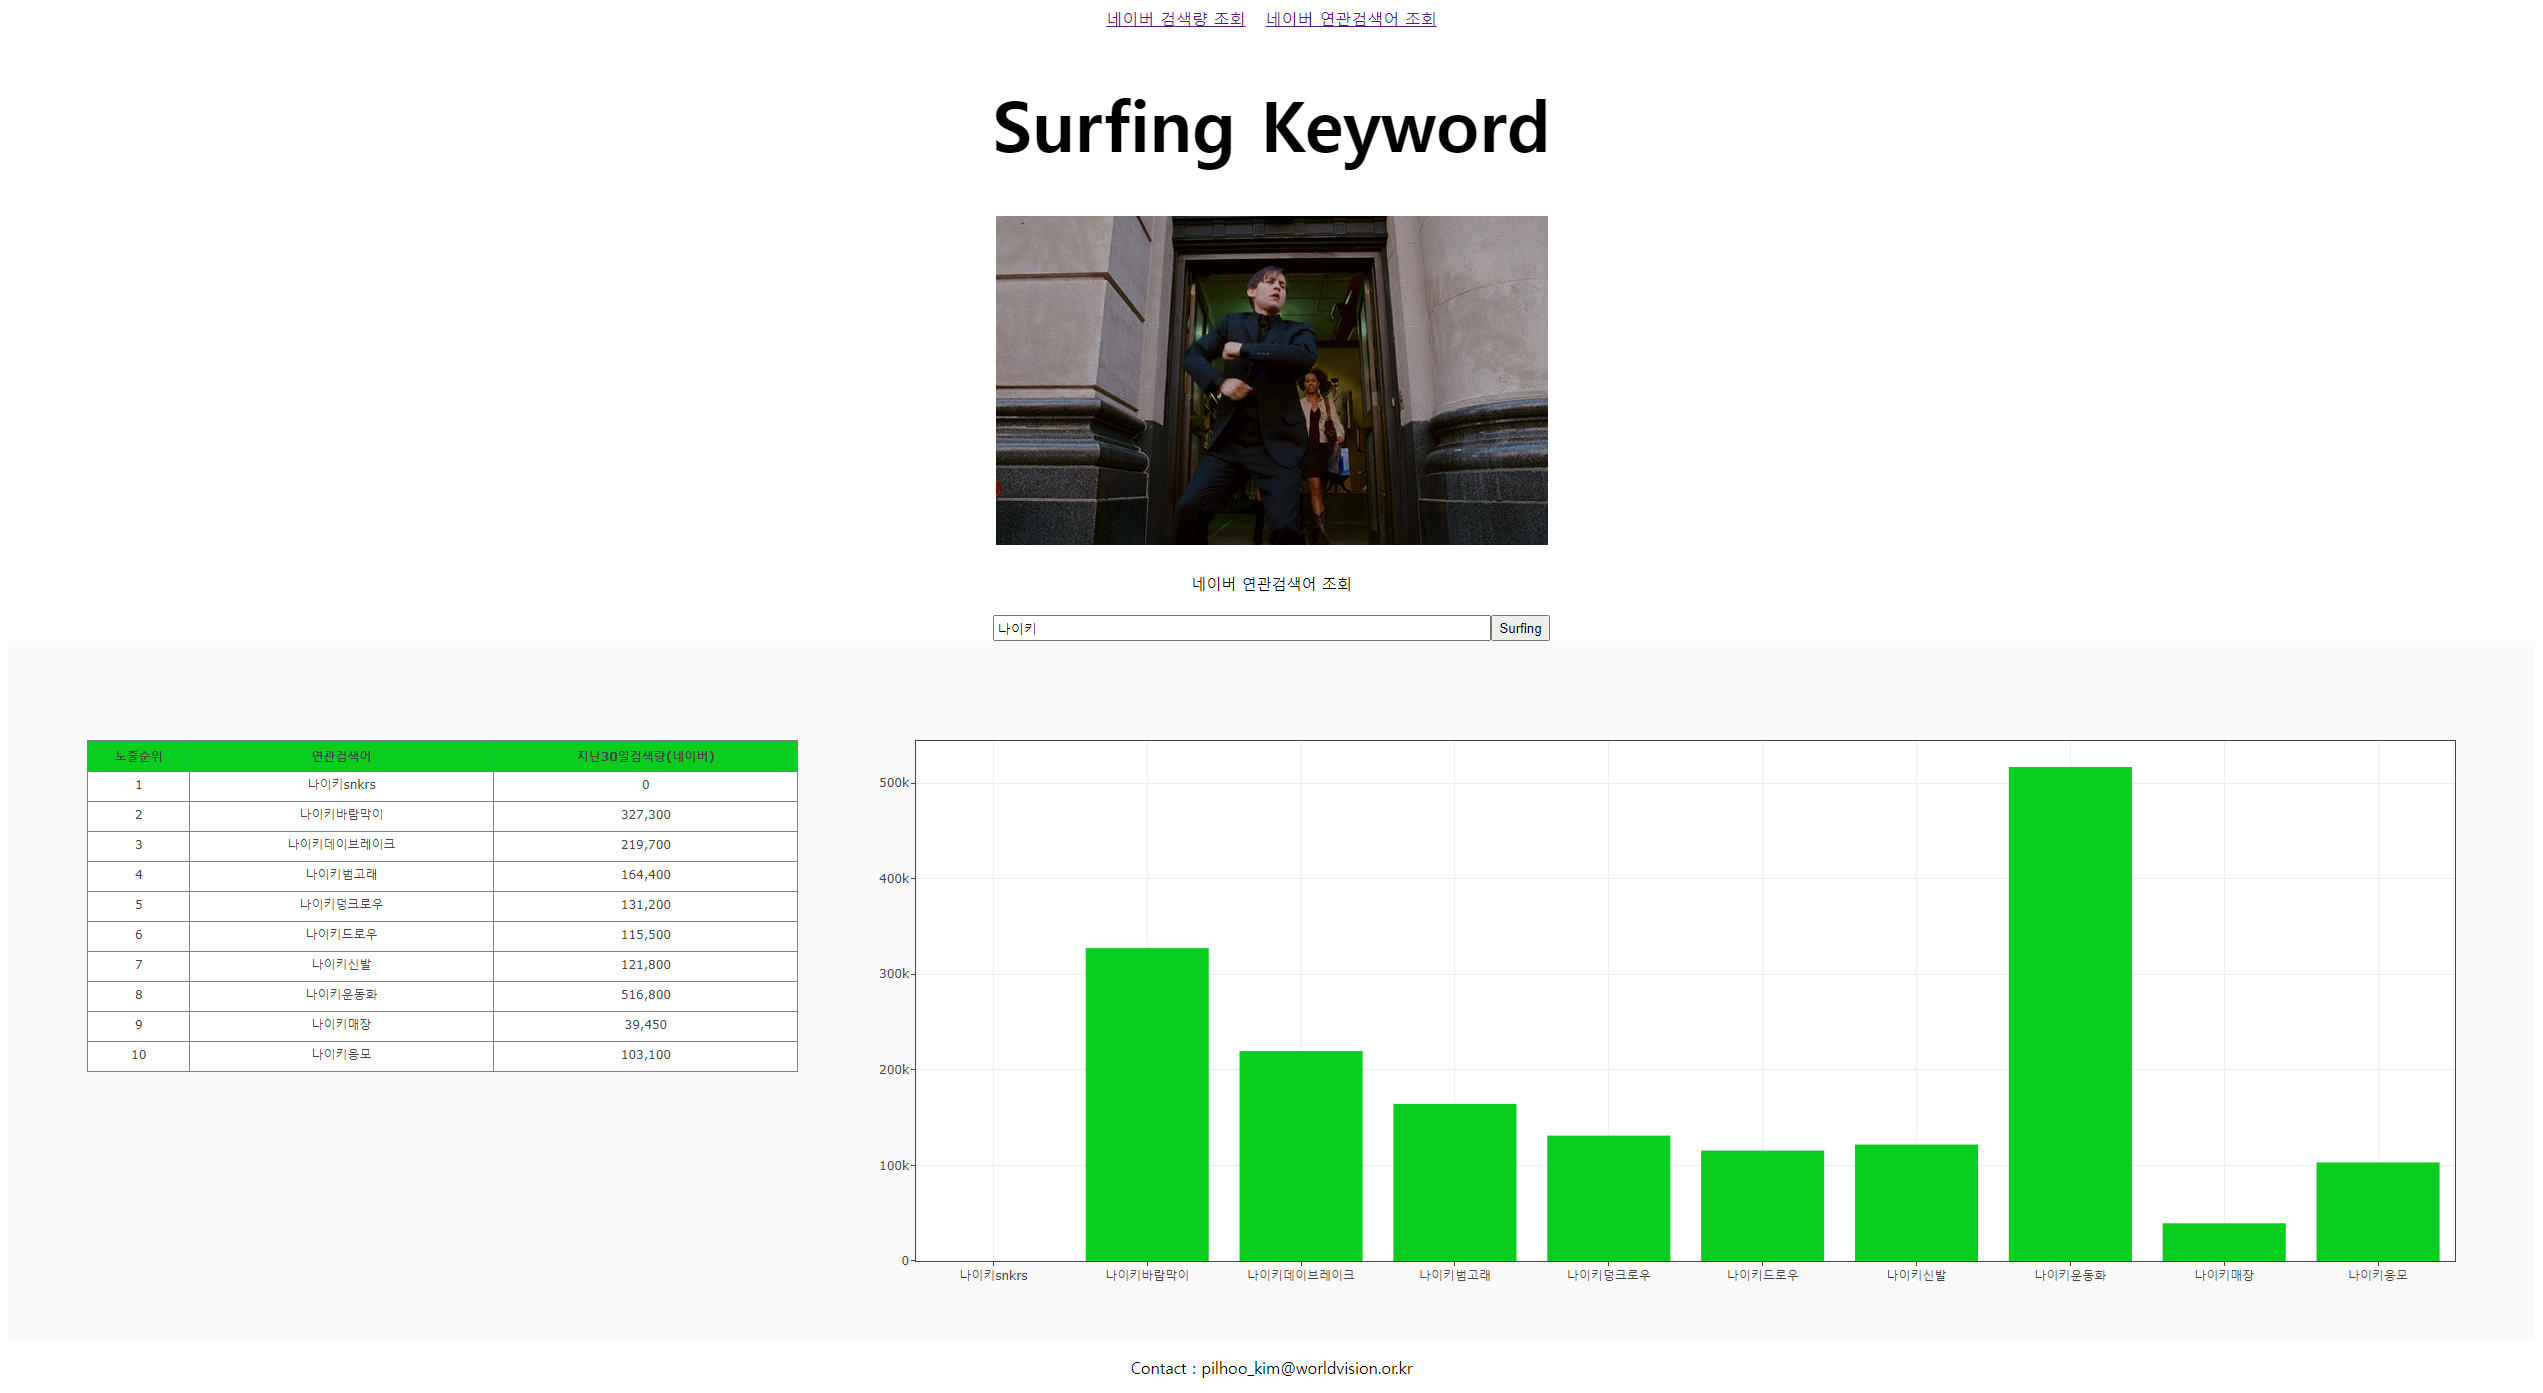 네이버 검색량 조회 네이버 연관검색어 조회
Surfing Keyword
네이버 연관검색어 조회
나이키 Surfing
노출순위 연관검색어 지난30일검색량(네이버)
1 나이키snkrs 0
2 나이키바람막이 327,300
3 나이키데이브레이크 219,700
4 나이키범고래 164,400
5 나이키덩크로우 131,200
6 나이키드로우 115,500
7 나이키신발 121,800
8 나이키운동화 516,800
9 나이키매장 39,450
10 나이키응모 103,100
500k
400k
300k
200k
100k
0
나이키snkrs 나이키바람막이 나이키데이브레이크 나이키범고래 나이키덩크로우 나이키드로우 나이키신발 나이키운동화 나이키매장 나이키응모
Contact : pilhoo_kim@worldvision.or.kr